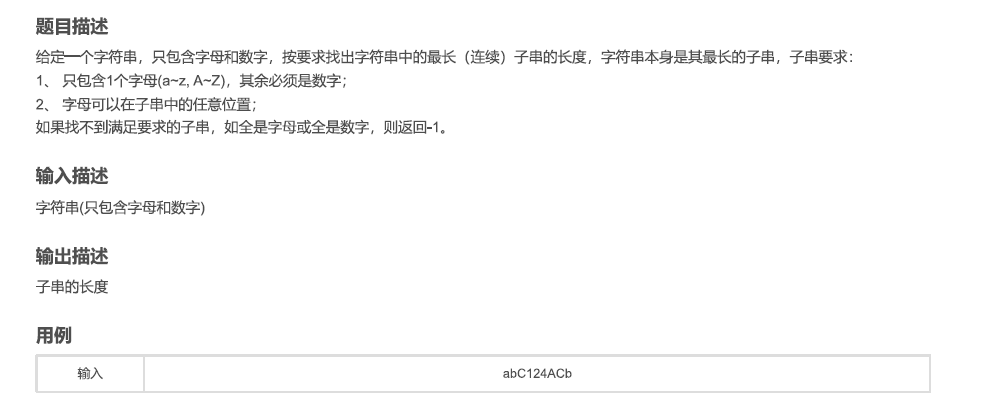 题目描述
给定一个字符串，只包含字母和数字，按要求找出字符串中的最长（连续）子串的长度，字符串本身是其最长的子串，子串要求：
1、 只包含1个字母(a~z, A~Z)，其余必须是数字；
2、 字母可以在子串中的任意位置；
如果找不到满足要求的子串，如全是字母或全是数字，则返回-1。
输入描述
字符串(只包含字母和数字)
输出描述
子串的长度
用例
输入 abC124ACb